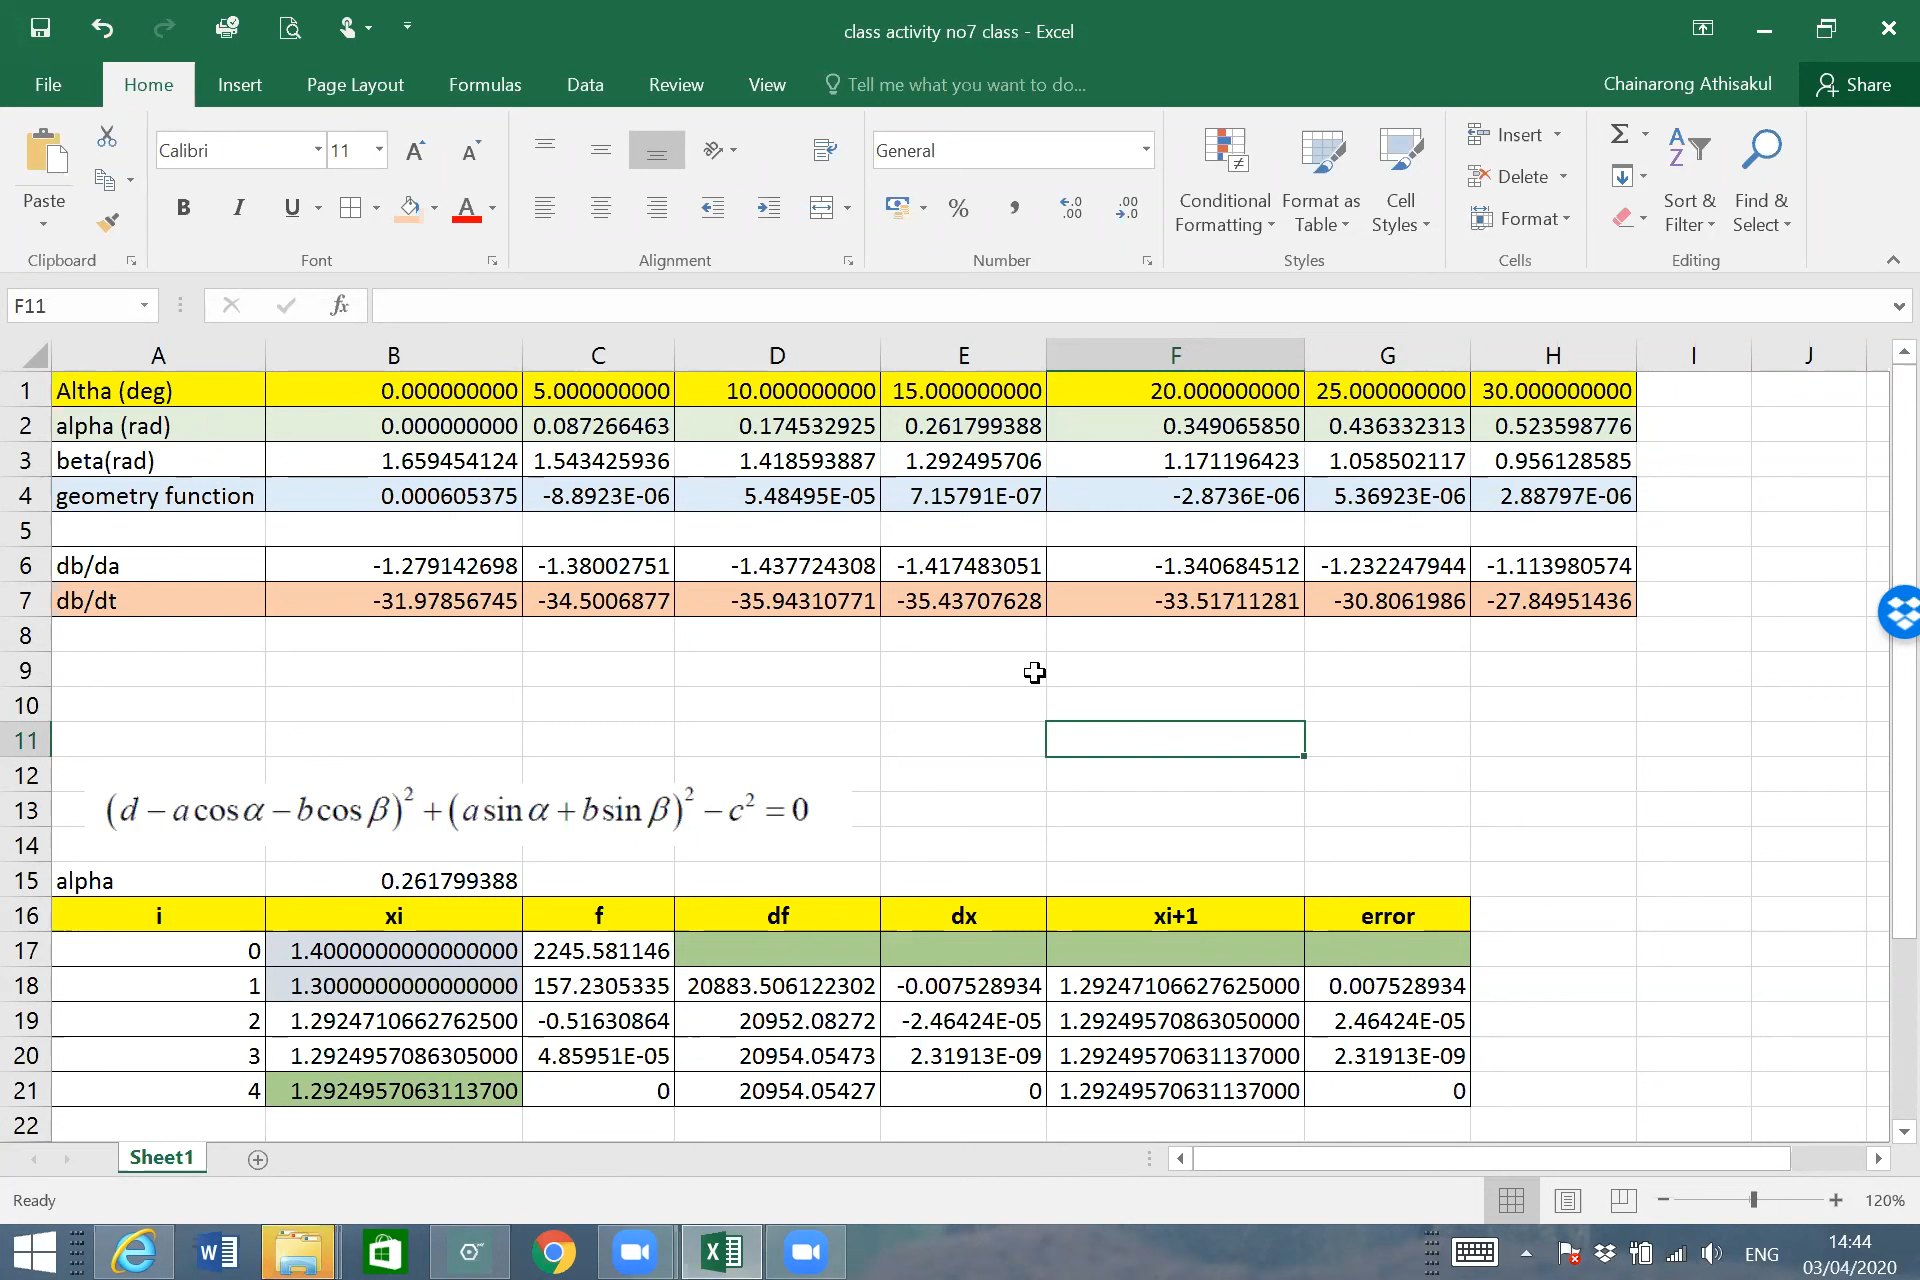 class activity no7 class - Excel
File Home Insert Page Layout Formulas Data Review View Tell me what you want to do... Chainarong Athisakul Share
Calibri 11 General Insert
Delete
Paste B I U A % , Conditional Formatting Format as Table Cell Styles Format Sort & Filter Find & Select
Clipboard Font Alignment Number Styles Cells Editing
F11 fx
A B C D E F G H I J
1 Altha (deg) 0.000000000 5.000000000 10.000000000 15.000000000 20.000000000 25.000000000 30.000000000
2 alpha (rad) 0.000000000 0.087266463 0.174532925 0.261799388 0.349065850 0.436332313 0.523598776
3 beta(rad) 1.659454124 1.543425936 1.418593887 1.292495706 1.171196423 1.058502117 0.956128585
4 geometry function 0.000605375 -8.8923E-06 5.48495E-05 7.15791E-07 -2.8736E-06 5.36923E-06 2.88797E-06
5
6 db/da -1.279142698 -1.38002751 -1.437724308 -1.417483051 -1.340684512 -1.232247944 -1.113980574
7 db/dt -31.97856745 -34.5006877 -35.94310771 -35.43707628 -33.51711281 -30.8061986 -27.84951436
8
9
10
11
12
13 (d − a cos α − b cos β)² + (a sin α + b sin β)² − c² = 0
14
15 alpha 0.261799388
16 i xi f df dx xi+1 error
17 0 1.4000000000000000 2245.581146
18 1 1.3000000000000000 157.2305335 20883.506122302 -0.007528934 1.29247106627625000 0.007528934
19 2 1.2924710662762500 -0.51630864 20952.08272 -2.46424E-05 1.29249570863050000 2.46424E-05
20 3 1.2924957086305000 4.85951E-05 20954.05473 2.31913E-09 1.29249570631137000 2.31913E-09
21 4 1.2924957063113700 0 20954.05427 0 1.29249570631137000 0
22
Sheet1
Ready 120%
ENG 14:44
03/04/2020